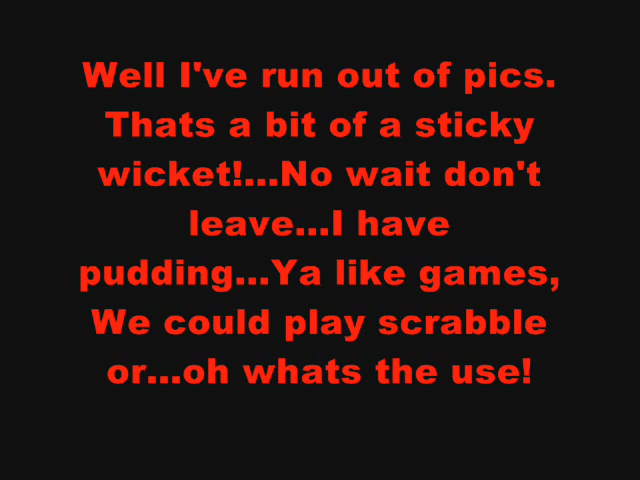 Well I've run out of pics.
Thats a bit of a sticky
wicket!...No wait don't
leave...I have
pudding...Ya like games,
We could play scrabble
or...oh whats the use!